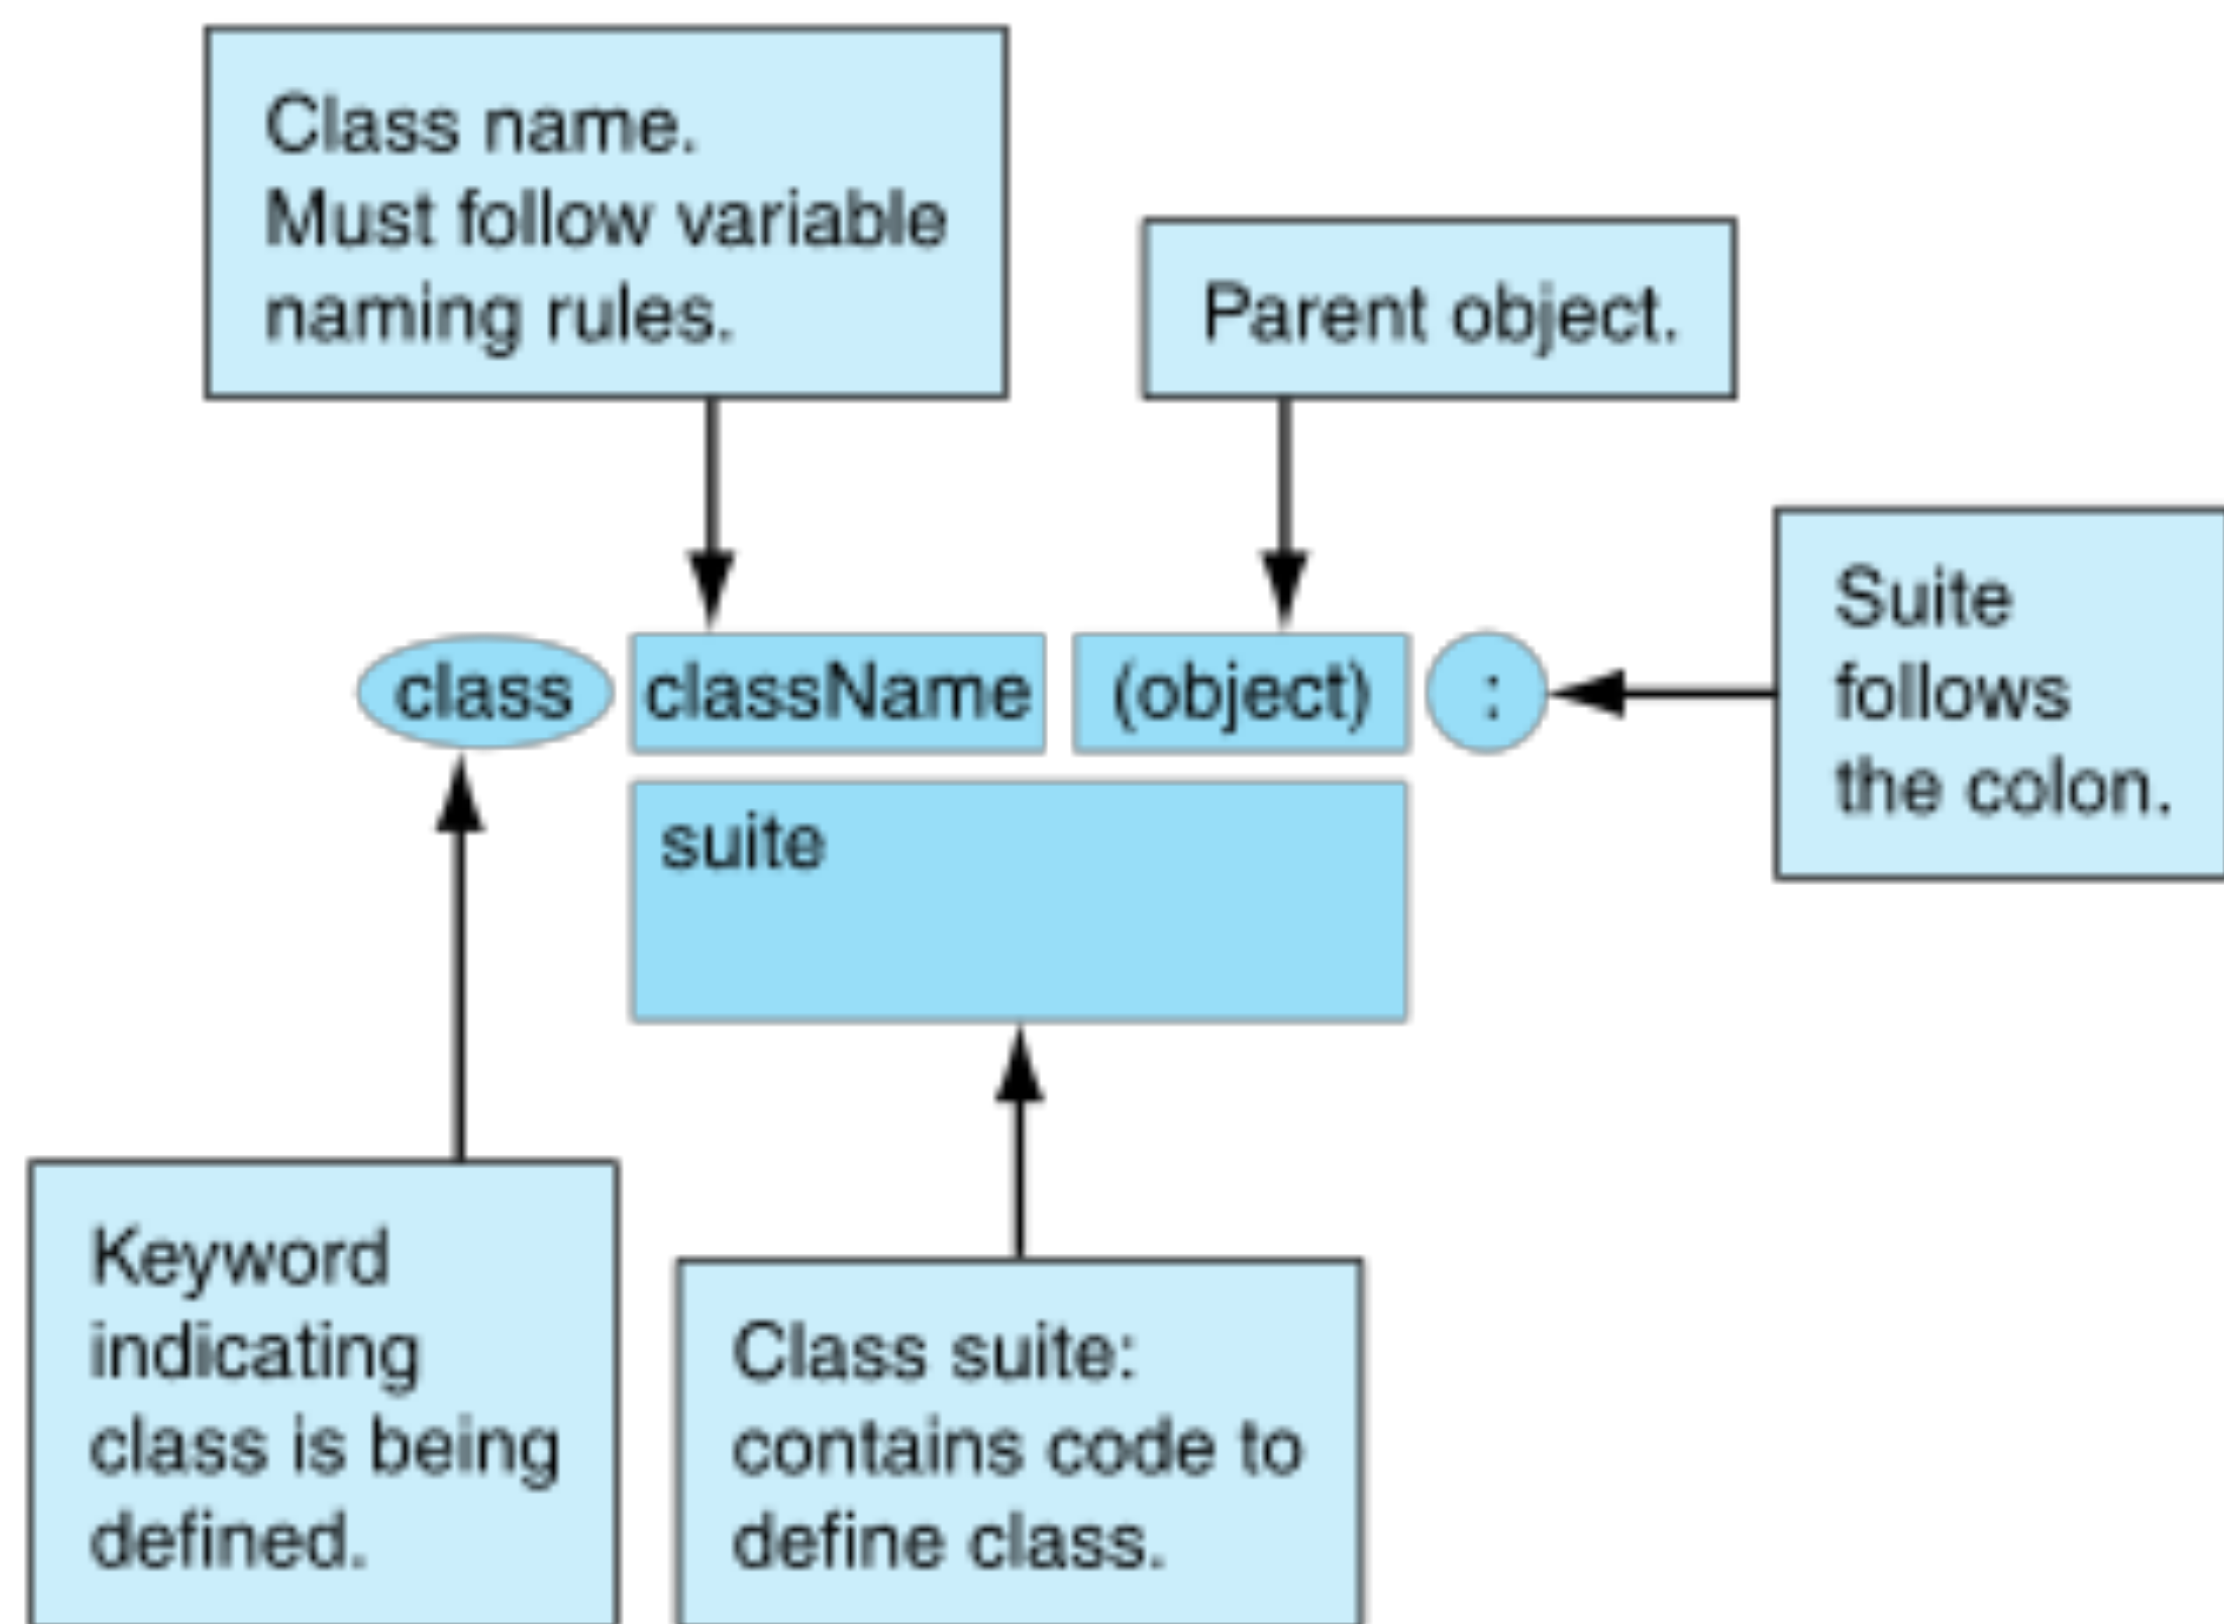 Class name.
Must follow variable
naming rules.
Parent object.
class className (object) :
Suite
follows
the colon.
suite
Keyword
indicating
class is being
defined.
Class suite:
contains code to
define class.